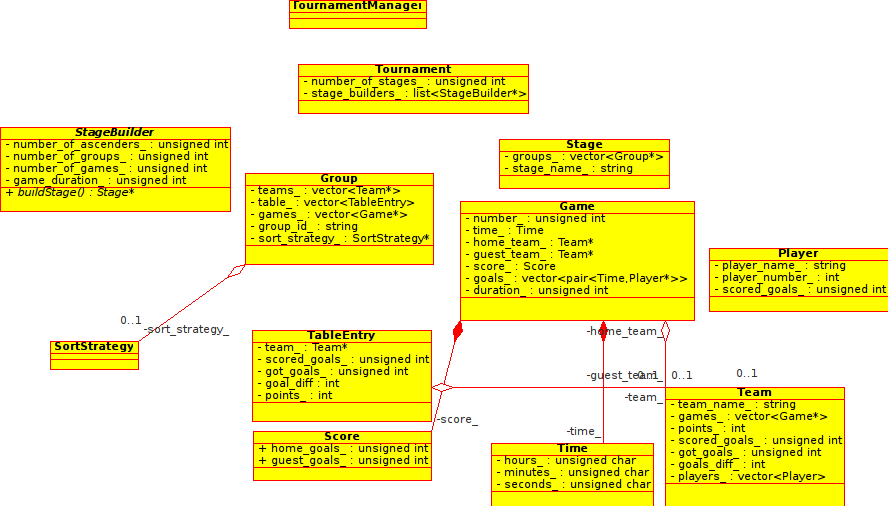 TournamentManager
Tournament
- number_of_stages_ : unsigned int
- stage_builders_ : list<StageBuilder*>
StageBuilder
- number_of_ascenders_ : unsigned int
- number_of_groups_ : unsigned int
- number_of_games_ : unsigned int
- game_duration_ : unsigned int
+ buildStage() : Stage*
Stage
- groups_ : vector<Group*>
- stage_name_ : string
Group
- teams_ : vector<Team*>
- table_ : vector<TableEntry>
- games_ : vector<Game*>
- group_id_ : string
- sort_strategy_ : SortStrategy*
Game
- number_ : unsigned int
- time_ : Time
- home_team_ : Team*
- guest_team_ : Team*
- score_ : Score
- goals_ : vector<pair<Time,Player*>>
- duration_ : unsigned int
Player
- player_name_ : string
- player_number_ : int
- scored_goals_ : unsigned int
0..1
-sort_strategy_
SortStrategy
TableEntry
- team_ : Team*
- scored_goals_ : unsigned int
- got_goals_ : unsigned int
- goal_diff : int
- points_ : int
-home_team_
-guest_team_
0..1
0..1
0..1
-team_
-score_
-time_
Score
+ home_goals_ : unsigned int
+ guest_goals_ : unsigned int
Time
- hours_ : unsigned char
- minutes_ : unsigned char
- seconds_ : unsigned char
Team
- team_name_ : string
- games_ : vector<Game*>
- points_ : int
- scored_goals_ : unsigned int
- got_goals_ : unsigned int
- goals_diff_ : int
- players_ : vector<Player>